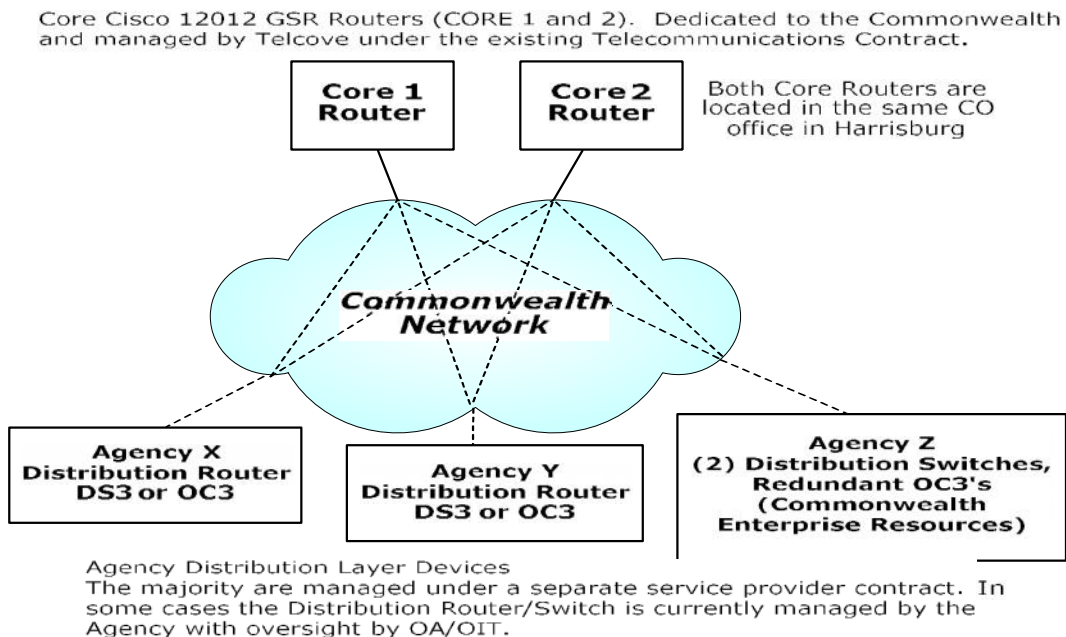 Core Cisco 12012 GSR Routers (CORE 1 and 2).  Dedicated to the Commonwealth
and managed by Telcove under the existing Telecommunications Contract.
Core 1
Router
Core 2
Router
Both Core Routers are
located in the same CO
office in Harrisburg
Commonwealth
Network
Agency X
Distribution Router
DS3 or OC3
Agency Y
Distribution Router
DS3 or OC3
Agency Z
(2) Distribution Switches,
Redundant OC3's
(Commonwealth
Enterprise Resources)
Agency Distribution Layer Devices
The majority are managed under a separate service provider contract. In
some cases the Distribution Router/Switch is currently managed by the
Agency with oversight by OA/OIT.